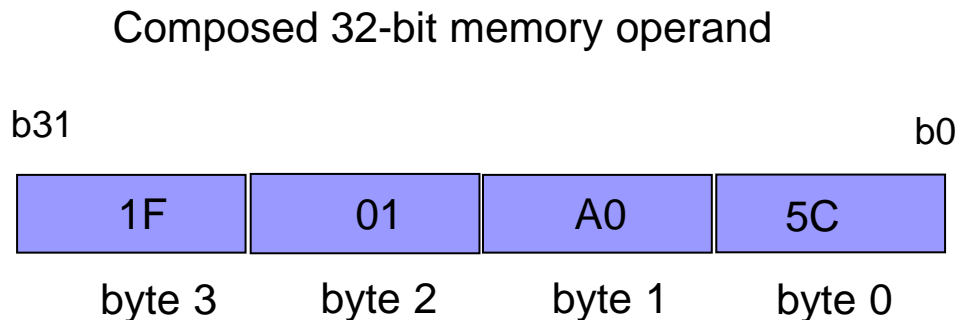 Composed 32-bit memory operand
b31 b0
1F 01 A0 5C
byte 3 byte 2 byte 1 byte 0